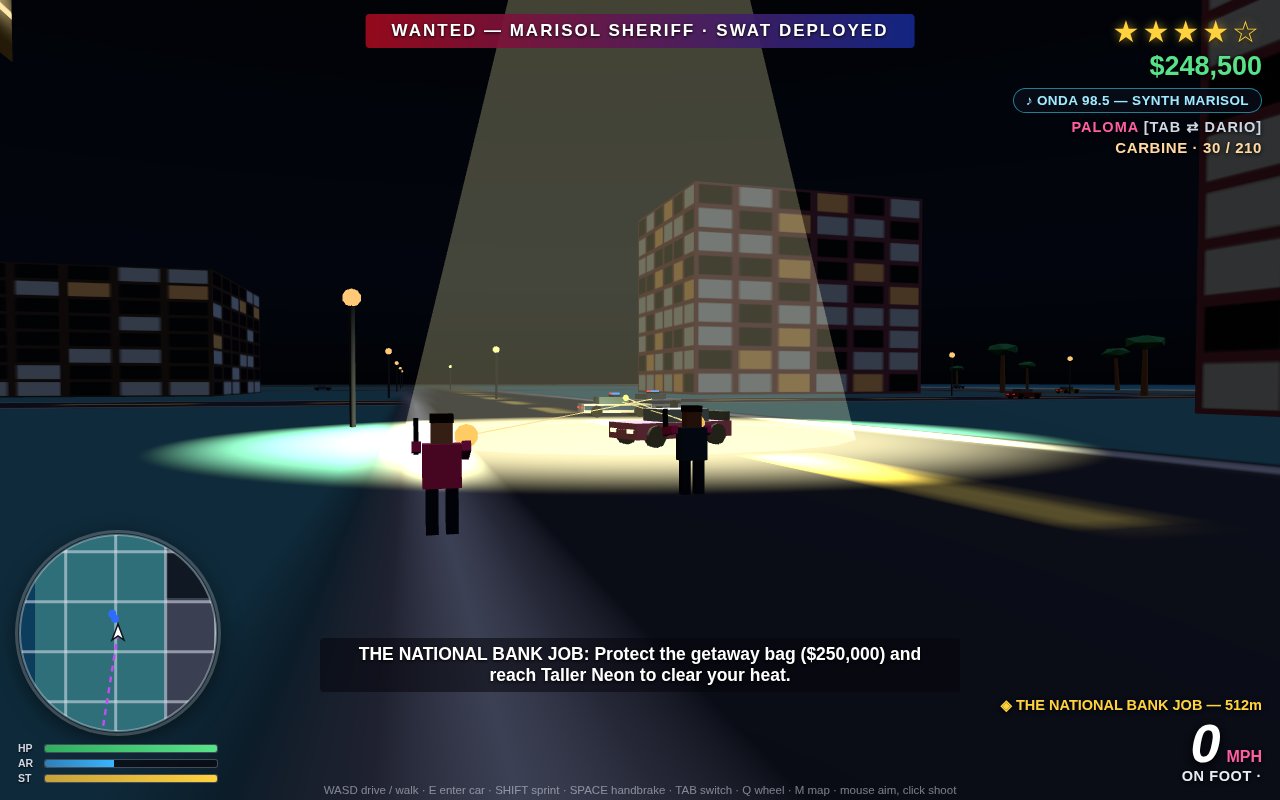 WANTED — MARISOL SHERIFF · SWAT DEPLOYED
★★★★☆
$248,500
♪ ONDA 98.5 — SYNTH MARISOL
PALOMA [TAB ⇄ DARIO]
CARBINE · 30 / 210
THE NATIONAL BANK JOB: Protect the getaway bag ($250,000) and
reach Taller Neon to clear your heat.
◈ THE NATIONAL BANK JOB — 512m
0 MPH
ON FOOT ·
HP
AR
ST
WASD drive / walk · E enter car · SHIFT sprint · SPACE handbrake · TAB switch · Q wheel · M map · mouse aim, click shoot